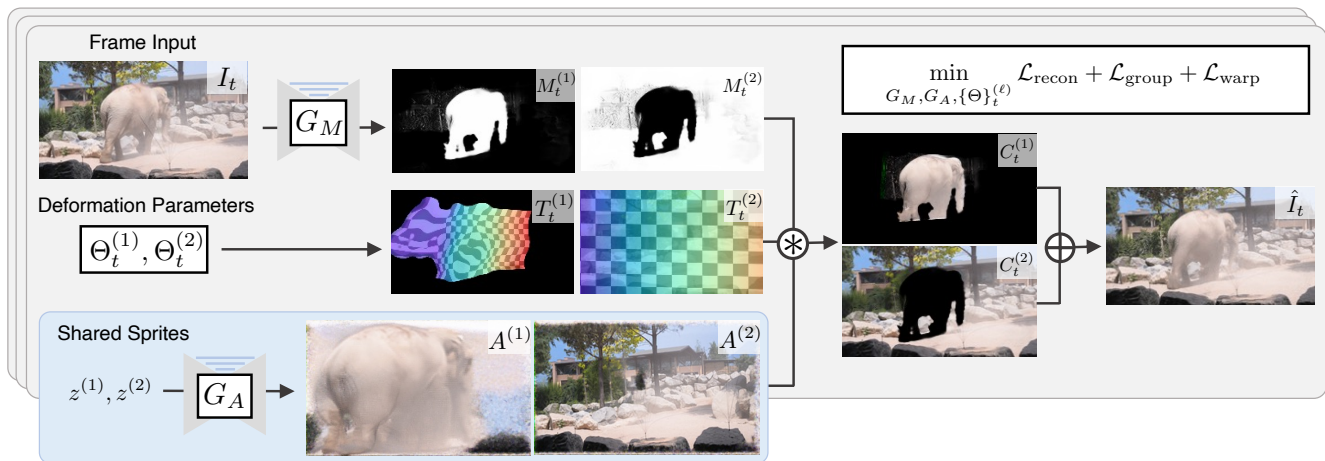 Frame Input
I_t
G_M
M_t^{(1)}
M_t^{(2)}
min_{G_M, G_A, \{Θ\}_t^{(ℓ)}} ℒ_recon + ℒ_group + ℒ_warp
Deformation Parameters
Θ_t^{(1)}, Θ_t^{(2)}
T_t^{(1)}
T_t^{(2)}
C_t^{(1)}
C_t^{(2)}
Î_t
Shared Sprites
z^{(1)}, z^{(2)}
G_A
A^{(1)}
A^{(2)}